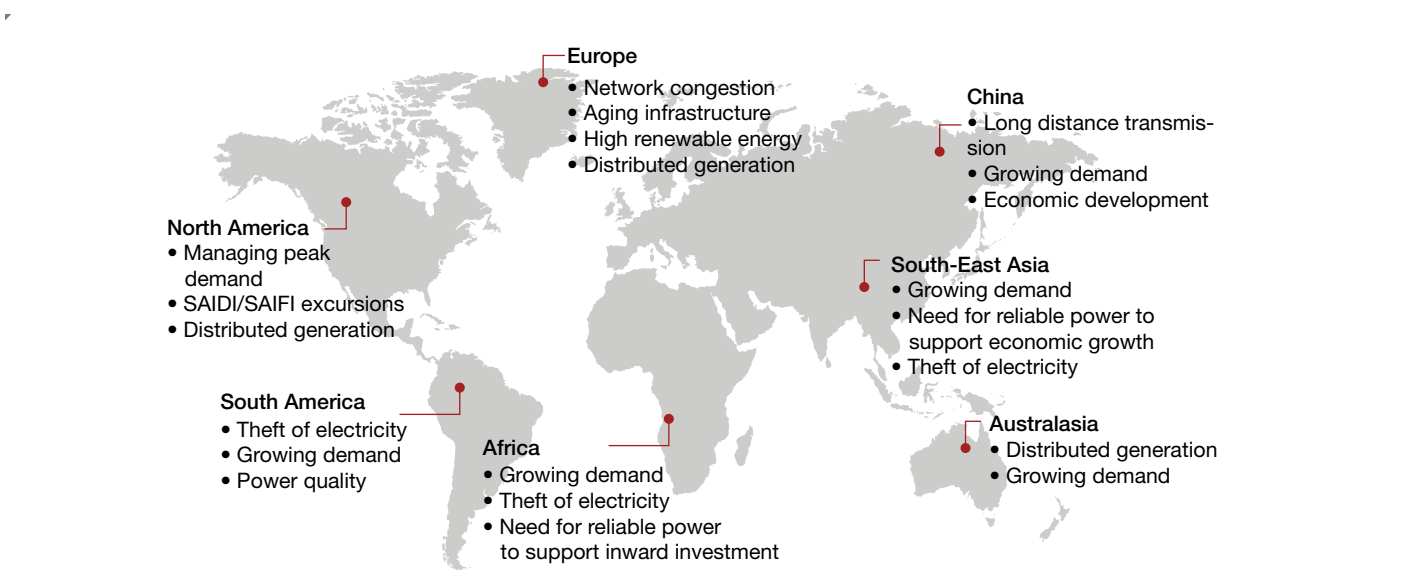 Europe
• Network congestion
• Aging infrastructure
• High renewable energy
• Distributed generation
China
• Long distance transmis-
sion
• Growing demand
• Economic development
North America
• Managing peak
demand
• SAIDI/SAIFI excursions
• Distributed generation
South-East Asia
• Growing demand
• Need for reliable power to
support economic growth
• Theft of electricity
South America
• Theft of electricity
• Growing demand
• Power quality
Africa
• Growing demand
• Theft of electricity
• Need for reliable power
to support inward investment
Australasia
• Distributed generation
• Growing demand